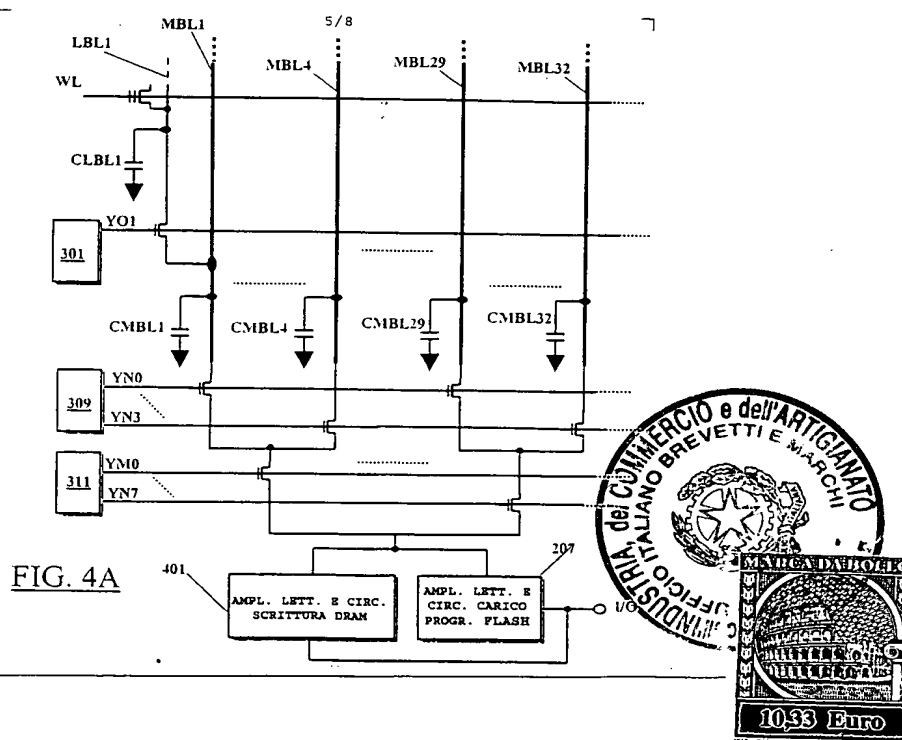 5/8
MBL1
LBL1
MBL4
MBL29
MBL32
WL
CLBL1
YO1
301
CMBL1
CMBL4
CMBL29
CMBL32
YN0
309
YN3
YM0
311
YN7
FIG. 4A
401
AMPL. LETT. E CIRC.
SCRITTURA DRAM
207
AMPL. LETT. E
CIRC. CARICO
PROGR. FLASH
I/O
INDUSTRIA, del COMMERCIO e dell'ARTIGIANATO
UFFICIO ITALIANO BREVETTI E MARCHI
MARCA DA BOLLO
10,33 Euro